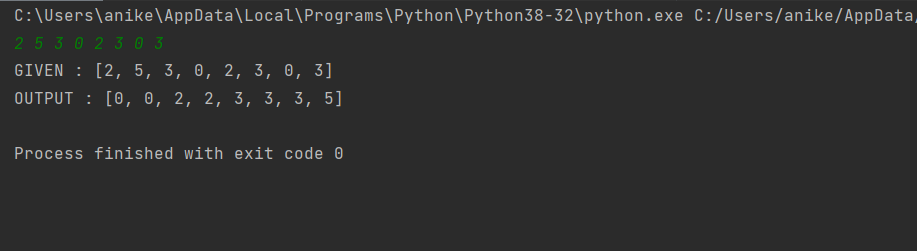 C:\Users\anike\AppData\Local\Programs\Python\Python38-32\python.exe C:/Users/anike/AppData/
2 5 3 0 2 3 0 3
GIVEN : [2, 5, 3, 0, 2, 3, 0, 3]
OUTPUT : [0, 0, 2, 2, 3, 3, 3, 5]
Process finished with exit code 0